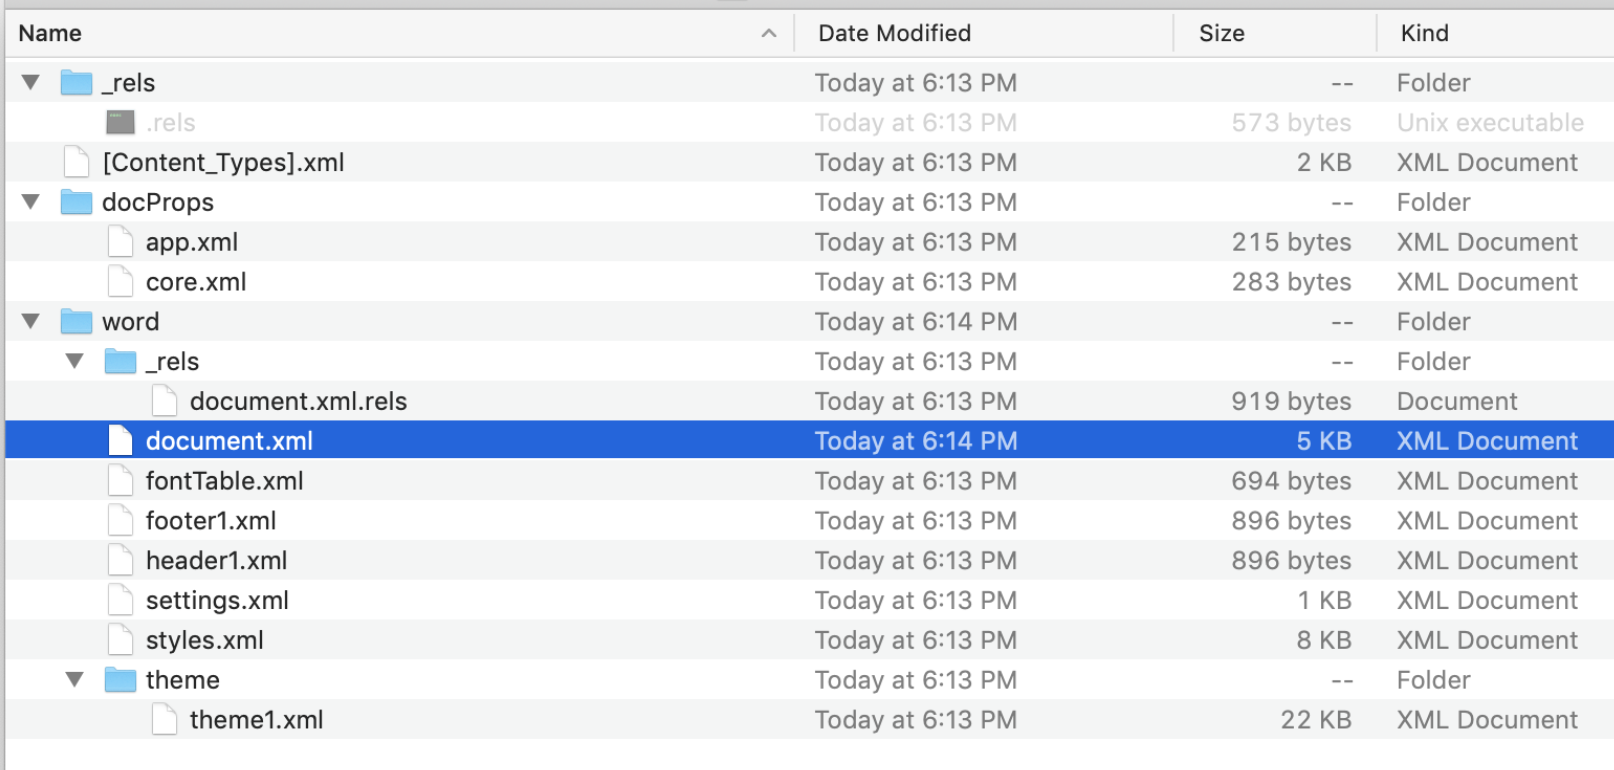 Name Date Modified Size Kind
_rels Today at 6:13 PM -- Folder
.rels Today at 6:13 PM 573 bytes Unix executable
[Content_Types].xml Today at 6:13 PM 2 KB XML Document
docProps Today at 6:13 PM -- Folder
app.xml Today at 6:13 PM 215 bytes XML Document
core.xml Today at 6:13 PM 283 bytes XML Document
word Today at 6:14 PM -- Folder
_rels Today at 6:13 PM -- Folder
document.xml.rels Today at 6:13 PM 919 bytes Document
document.xml Today at 6:14 PM 5 KB XML Document
fontTable.xml Today at 6:13 PM 694 bytes XML Document
footer1.xml Today at 6:13 PM 896 bytes XML Document
header1.xml Today at 6:13 PM 896 bytes XML Document
settings.xml Today at 6:13 PM 1 KB XML Document
styles.xml Today at 6:13 PM 8 KB XML Document
theme Today at 6:13 PM -- Folder
theme1.xml Today at 6:13 PM 22 KB XML Document